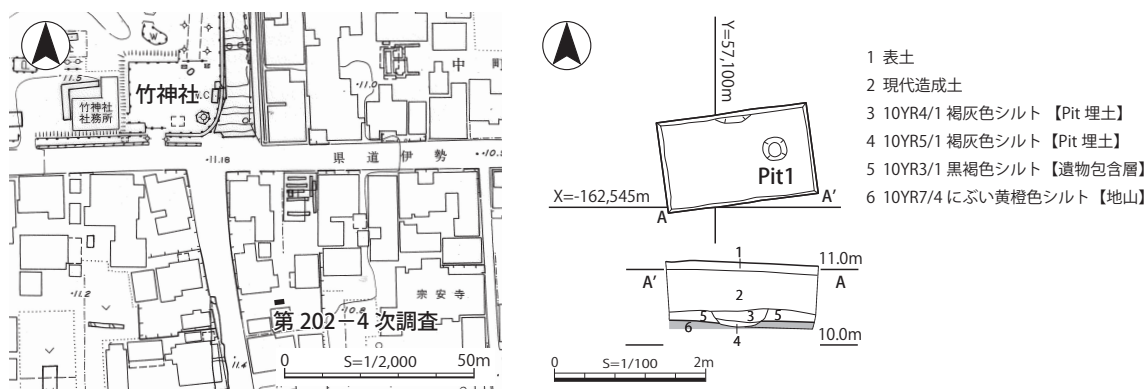 竹神社
竹神社
社務所
W
W.C
11.5
11.0
中
町
11.18
県 道 伊 勢
10.9
11.2
10.8
宗 安 寺
第 202－4 次調査
11.4
0 S=1/2,000 50m
Y=57,100m
Pit1
X=-162,545m
A
A'
1 表土
2 現代造成土
3 10YR4/1 褐灰色シルト 【Pit 埋土】
4 10YR5/1 褐灰色シルト 【Pit 埋土】
5 10YR3/1 黒褐色シルト【遺物包含層】
6 10YR7/4 にぶい黄橙色シルト【地山】
1
11.0m
A'
A
2
5
3
5
6
4
10.0m
0 S=1/100 2m